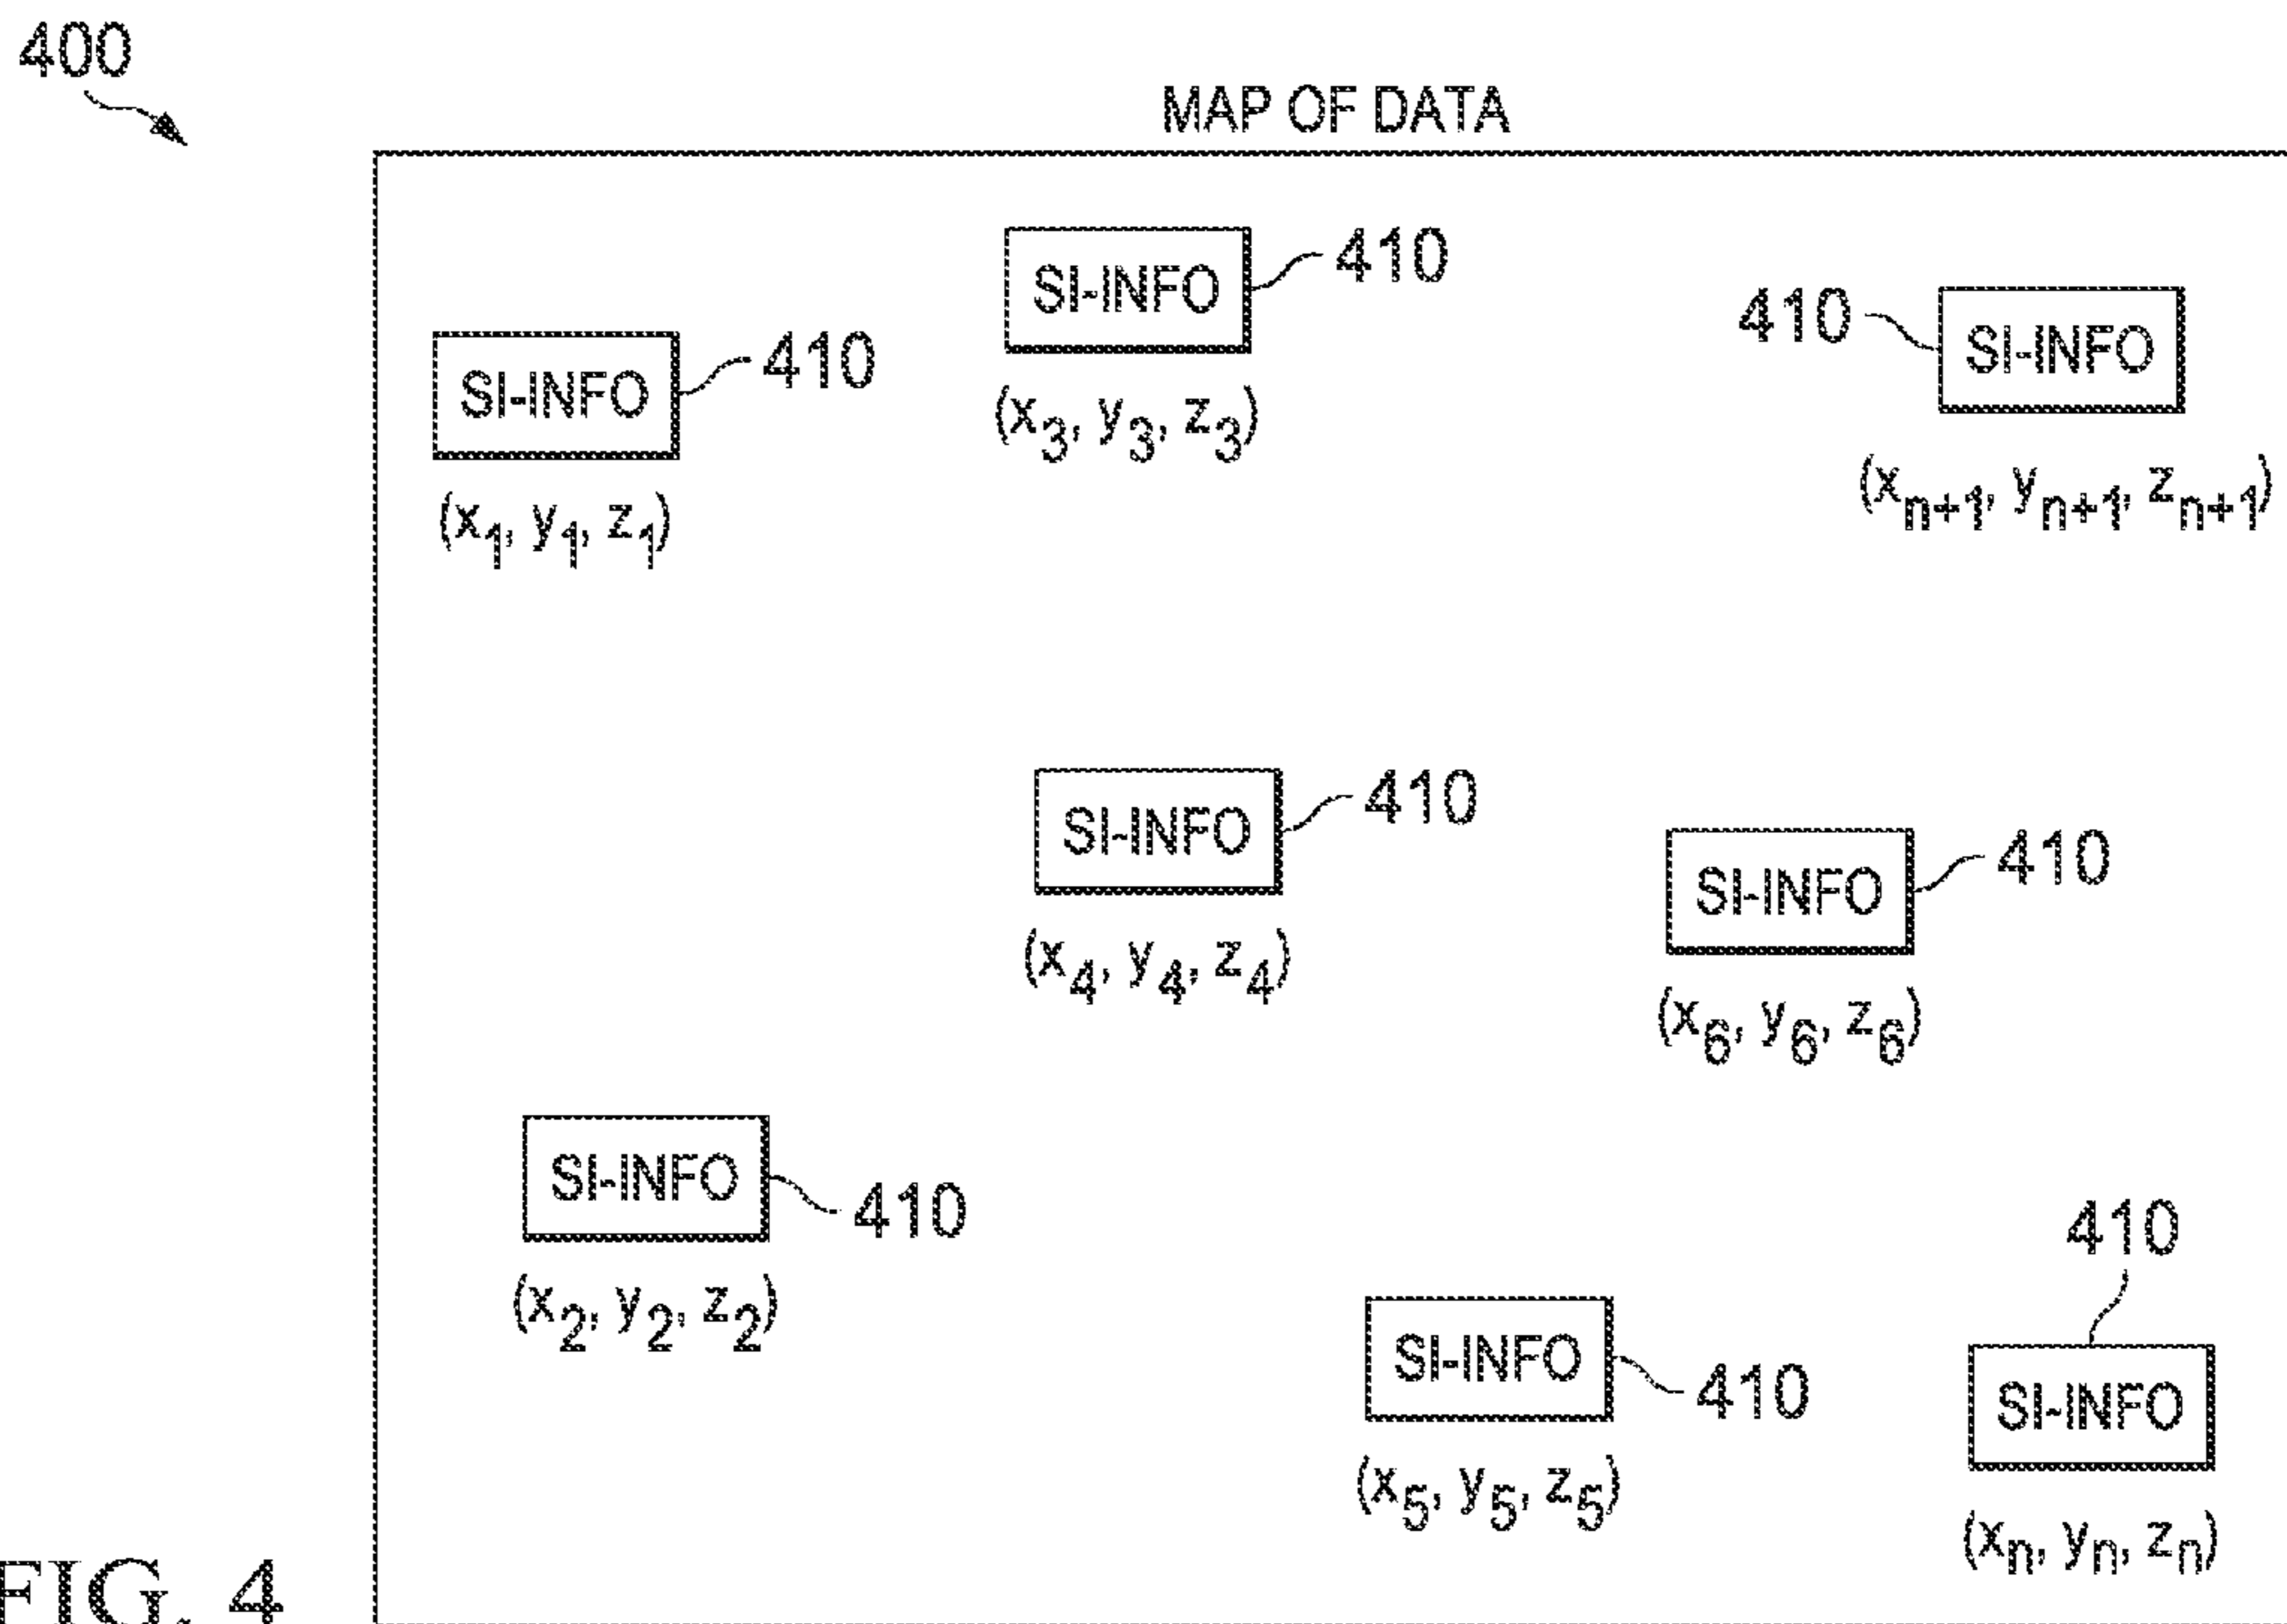 400
MAP OF DATA
SI-INFO 410
(x3, y3, z3)
410 SI-INFO
(xn+1, yn+1, zn+1)
SI-INFO 410
(x1, y1, z1)
SI-INFO 410
(x4, y4, z4)
SI-INFO 410
(x6, y6, z6)
SI-INFO 410
(x2, y2, z2)
SI-INFO 410
(x5, y5, z5)
410
SI-INFO
(xn, yn, zn)
FIG. 4